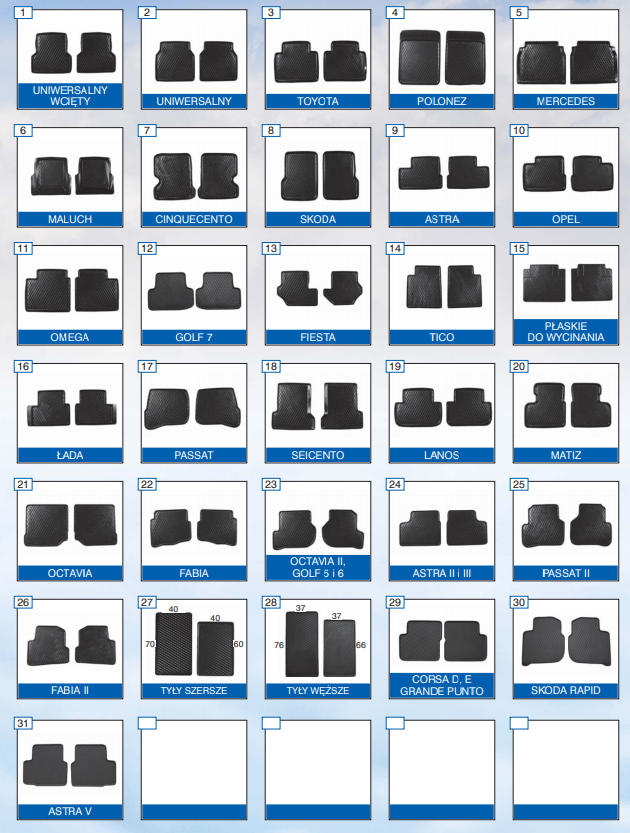 1
UNIWERSALNY
WCIĘTY
2
UNIWERSALNY
3
TOYOTA
4
POLONEZ
5
MERCEDES
6
MALUCH
7
CINQUECENTO
8
SKODA
9
ASTRA
10
OPEL
11
OMEGA
12
GOLF 7
13
FIESTA
14
TICO
15
PŁASKIE
DO WYCINANIA
16
ŁADA
17
PASSAT
18
SEICENTO
19
LANOS
20
MATIZ
21
OCTAVIA
22
FABIA
23
OCTAVIA II,
GOLF 5 i 6
24
ASTRA II i III
25
PASSAT II
26
FABIA II
27
40
40
70
60
TYŁY SZERSZE
28
37
37
76
66
TYŁY WĘŻSZE
29
CORSA D, E
GRANDE PUNTO
30
SKODA RAPID
31
ASTRA V